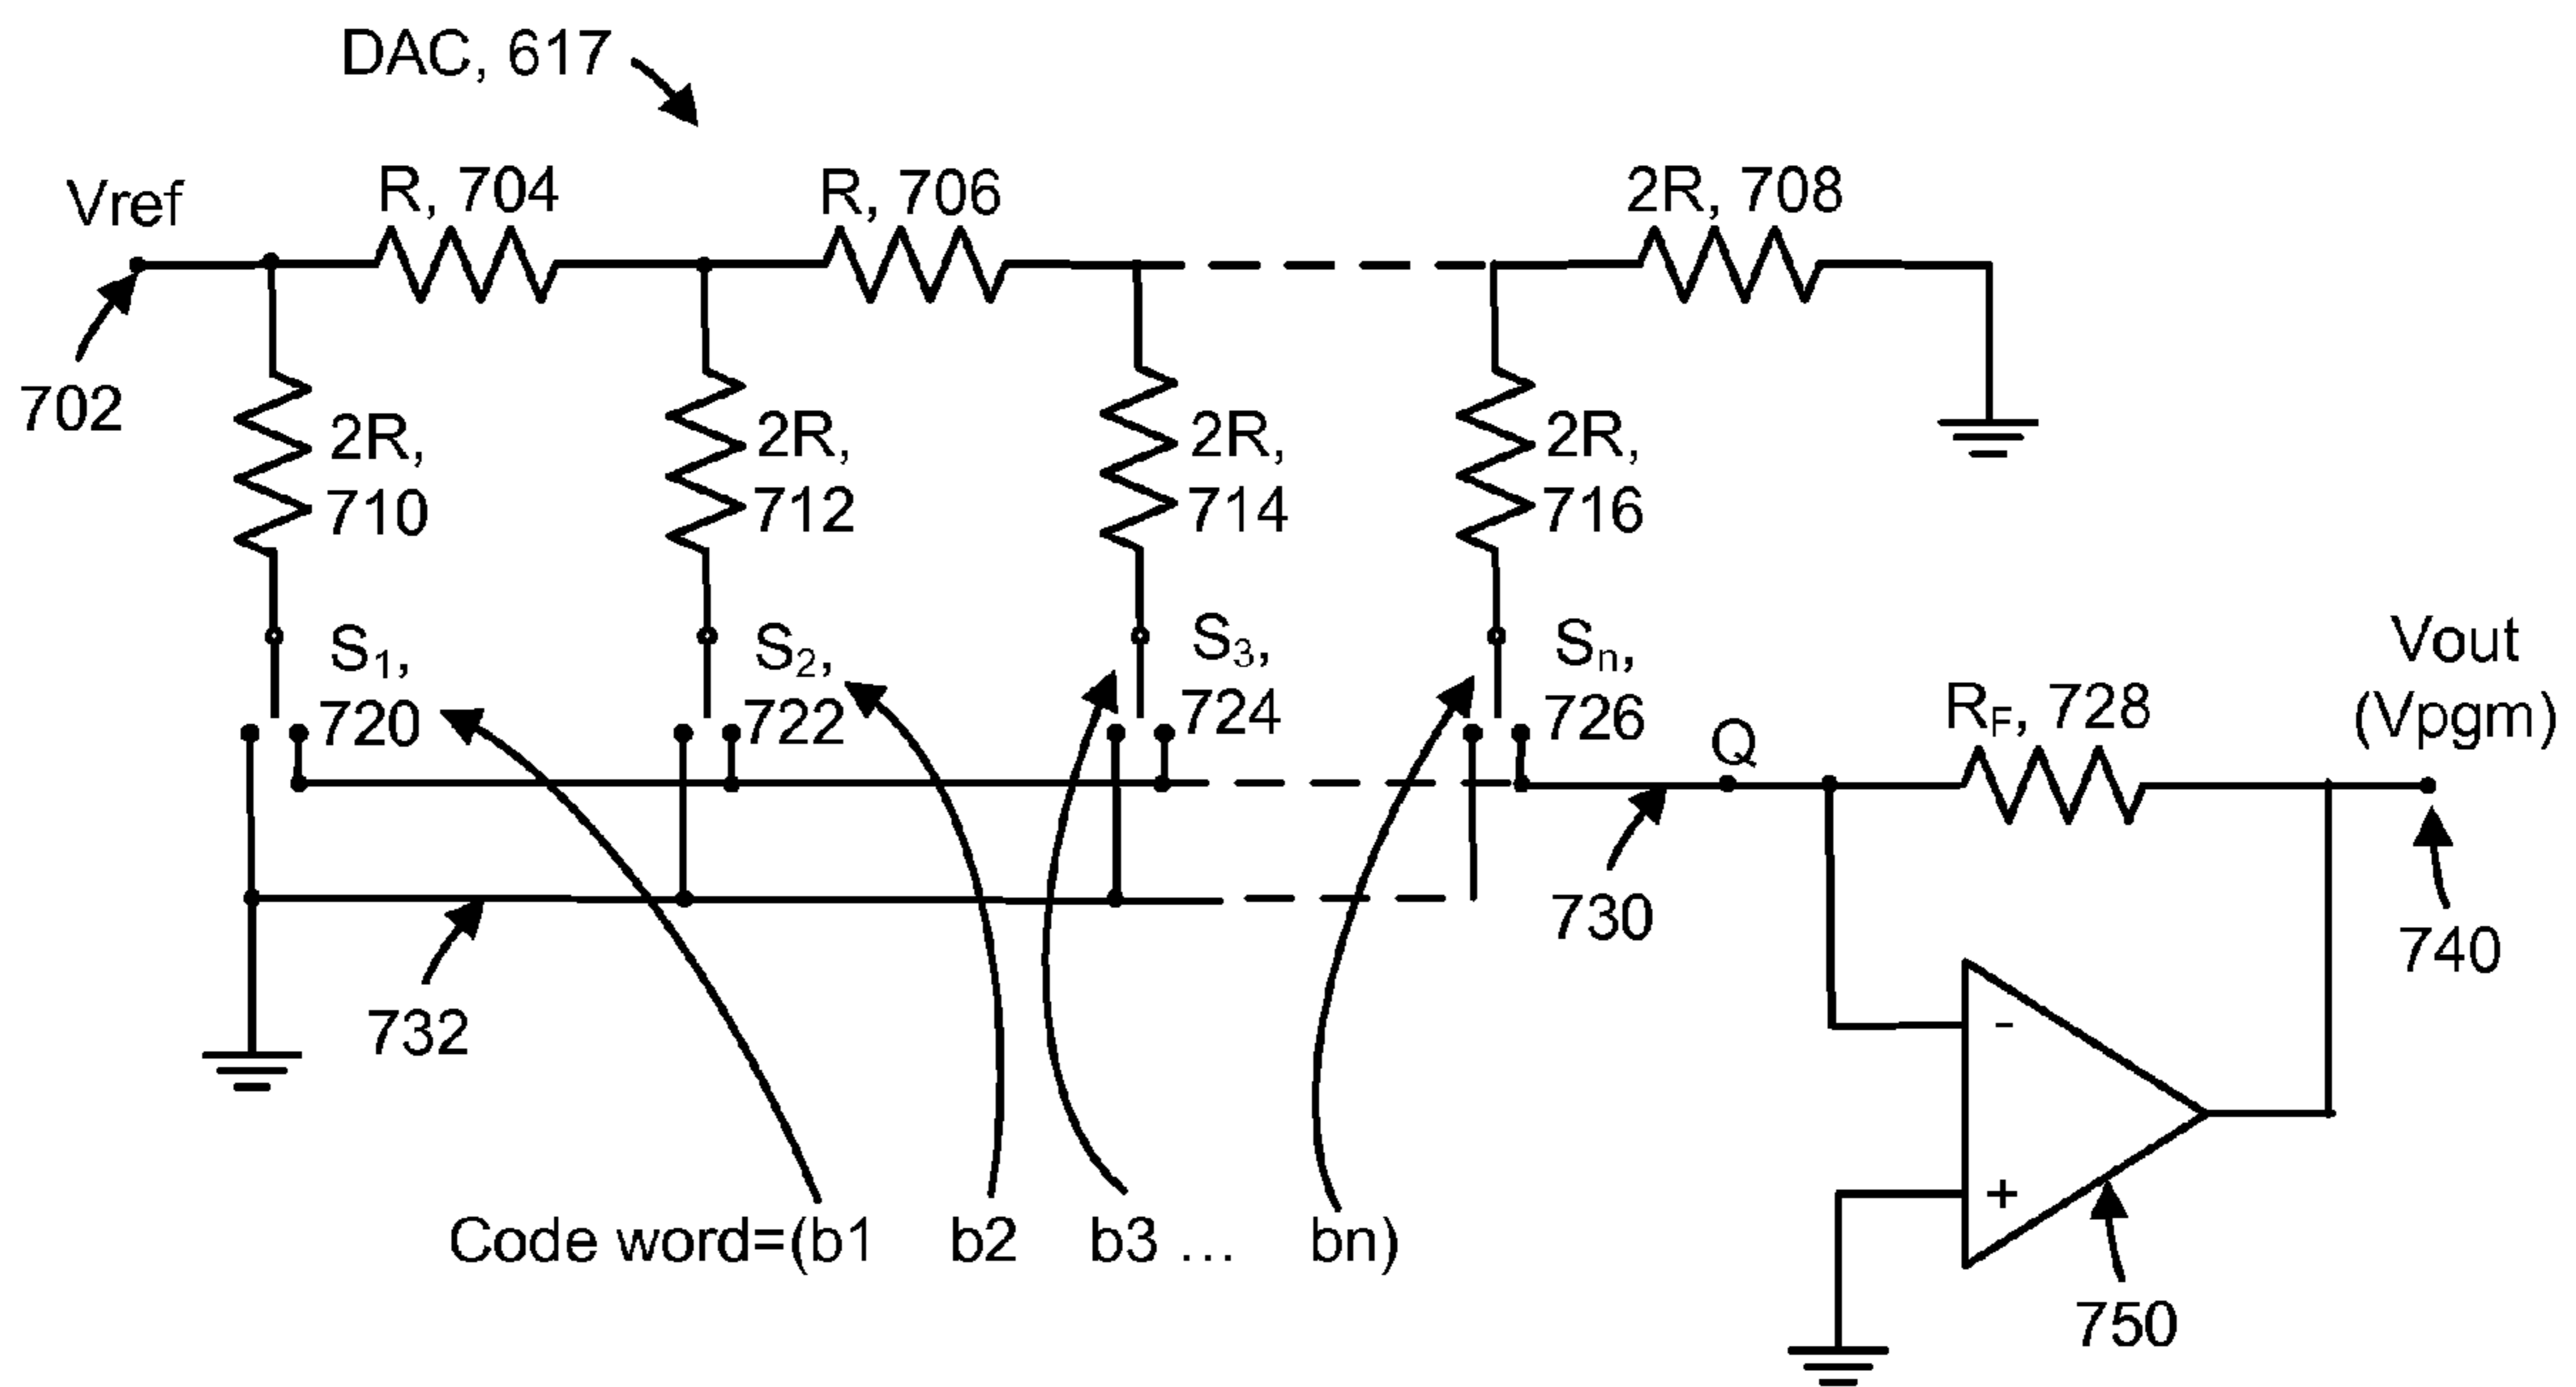 DAC, 617
Vref
R, 704
R, 706
2R, 708
702
2R,
710
2R,
712
2R,
714
2R,
716
S1,
720
S2,
722
S3,
724
Sn,
726
Q
RF, 728
Vout
(Vpgm)
730
740
732
-
+
Code word=(b1 b2 b3 ... bn)
750